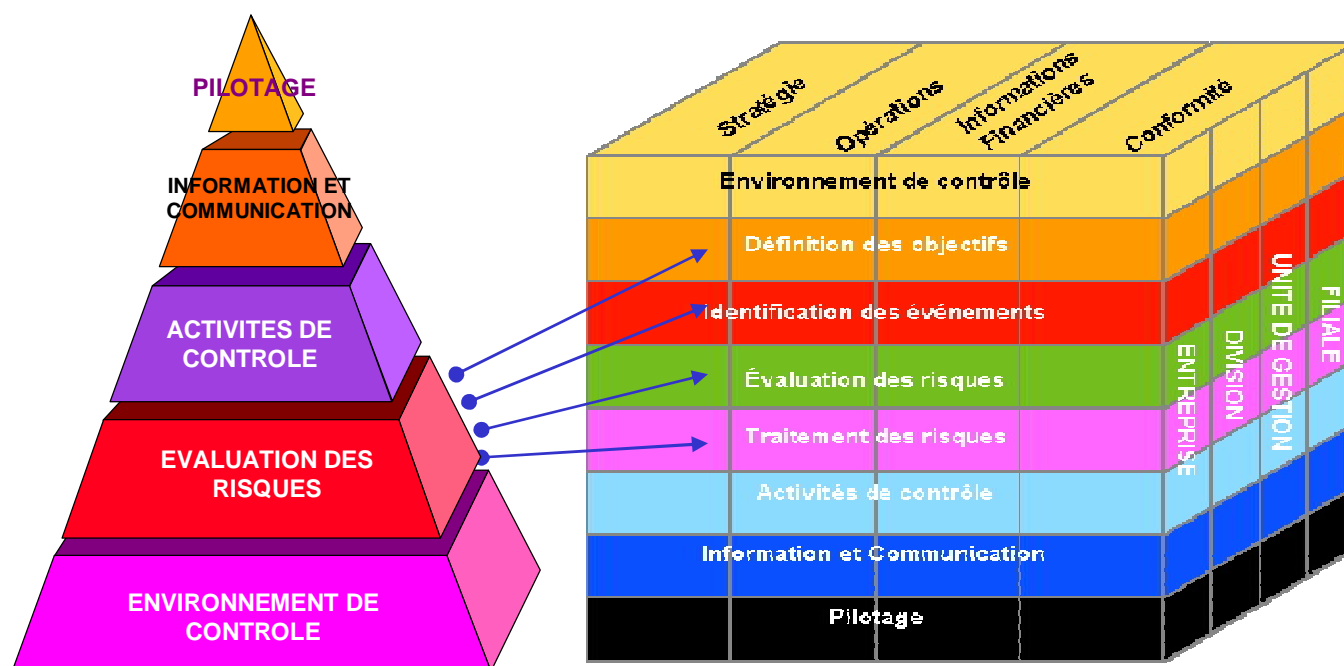 PILOTAGE
INFORMATION ET
COMMUNICATION
ACTIVITES DE
CONTROLE
EVALUATION DES
RISQUES
ENVIRONNEMENT DE
CONTROLE
Stratégie
Opérations
Informations
Financières
Conformité
Environnement de contrôle
Définition des objectifs
Identification des événements
Évaluation des risques
Traitement des risques
Activités de contrôle
Information et Communication
Pilotage
ENTREPRISE
DIVISION
UNITE DE GESTION
FILIALE